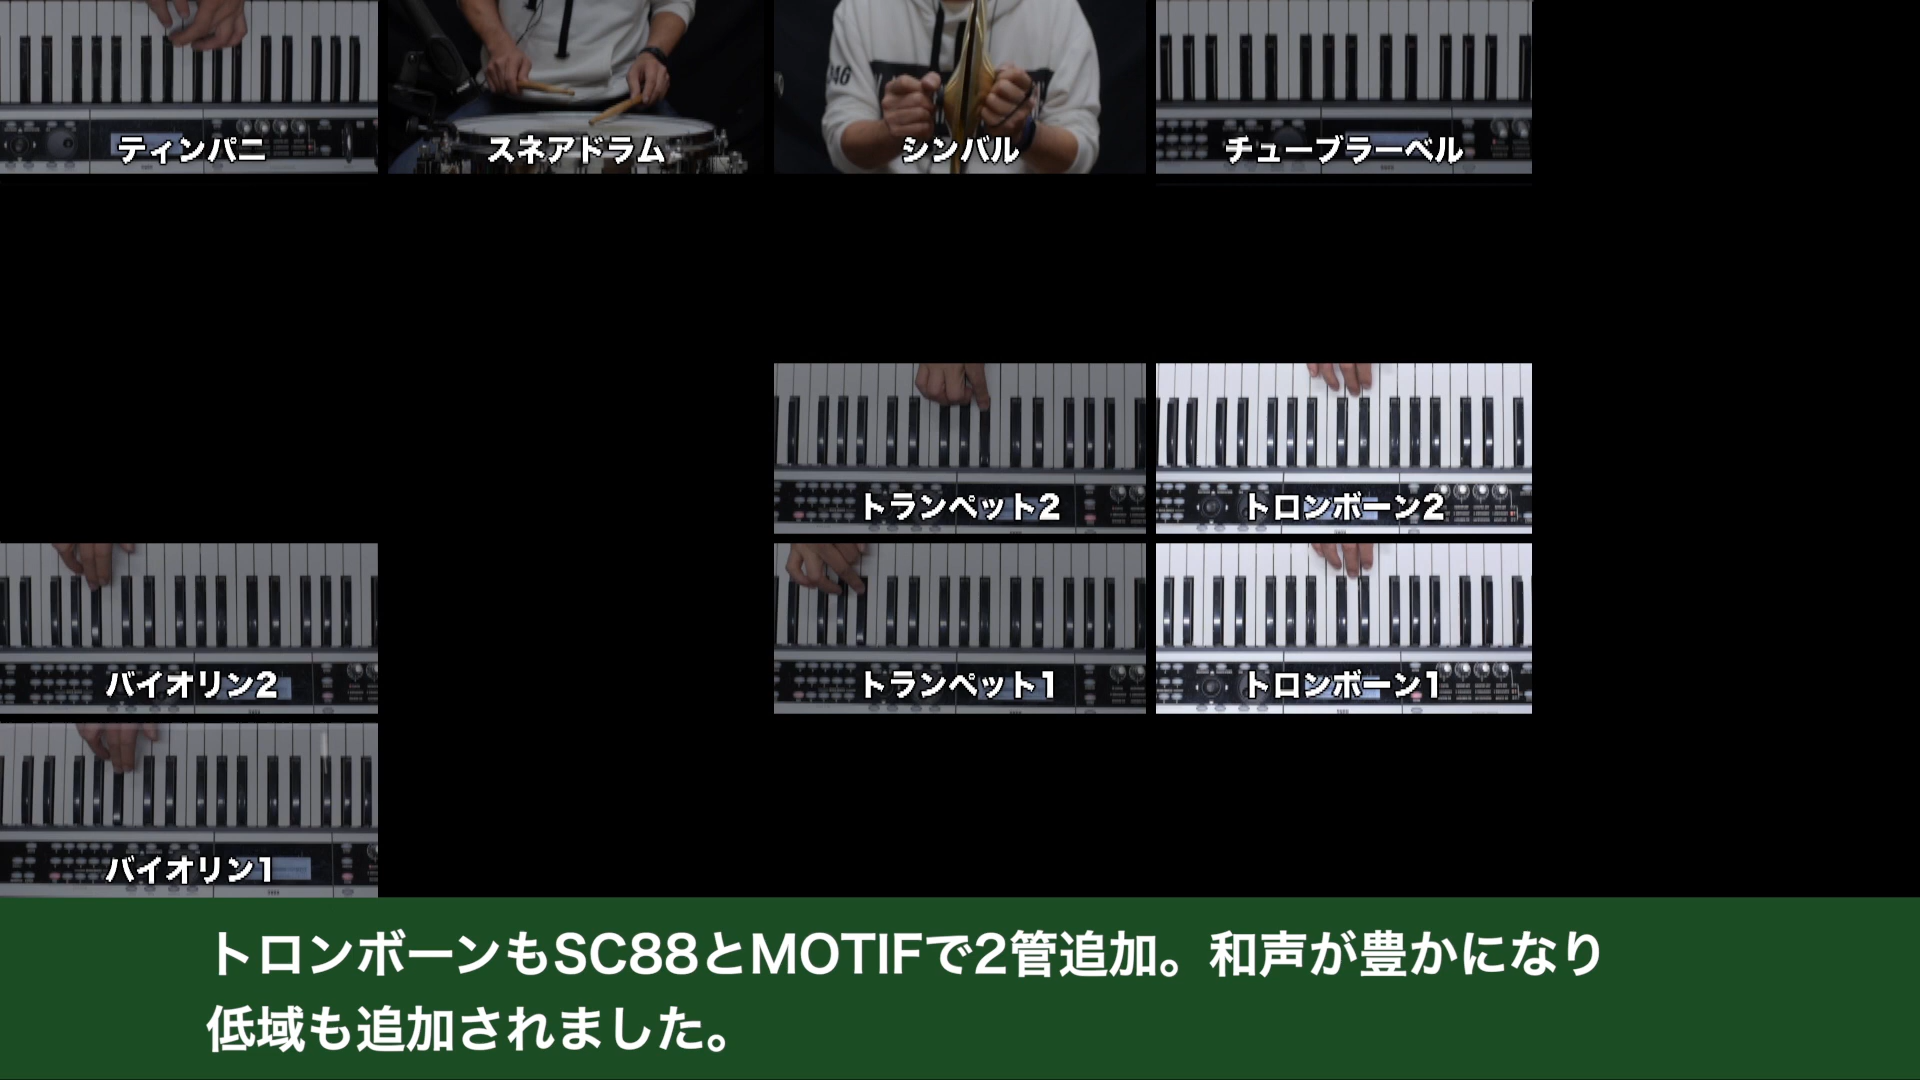 ティンパニ
スネアドラム
シンバル
チューブラーベル
トランペット2
トロンボーン2
バイオリン2
トランペット1
トロンボーン1
バイオリン1
トロンボーンもSC88とMOTIFで2管追加。和声が豊かになり
低域も追加されました。